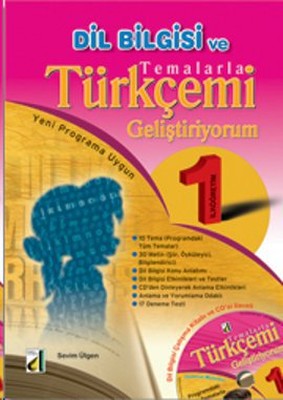 DİL BİLGİSİ ve
Temalarla
Türkçemi
Geliştiriyorum
Yeni Programa Uygun
1
İLKÖĞRETİM
10 Tema (Programdaki
Tüm Temalar)
30 Metin (Şiir, Öyküleyici,
Bilgilendirici)
Dil Bilgisi Konu Anlatımı
Dil Bilgisi Etkinlikleri ve Testler
CD'den Dinleyerek Anlama Etkinlikleri
Anlama ve Yorumlama Odaklı
17 Deneme Testi
Sevim Ülgen
Temalarla
Türkçemi
Geliştiriyorum
1